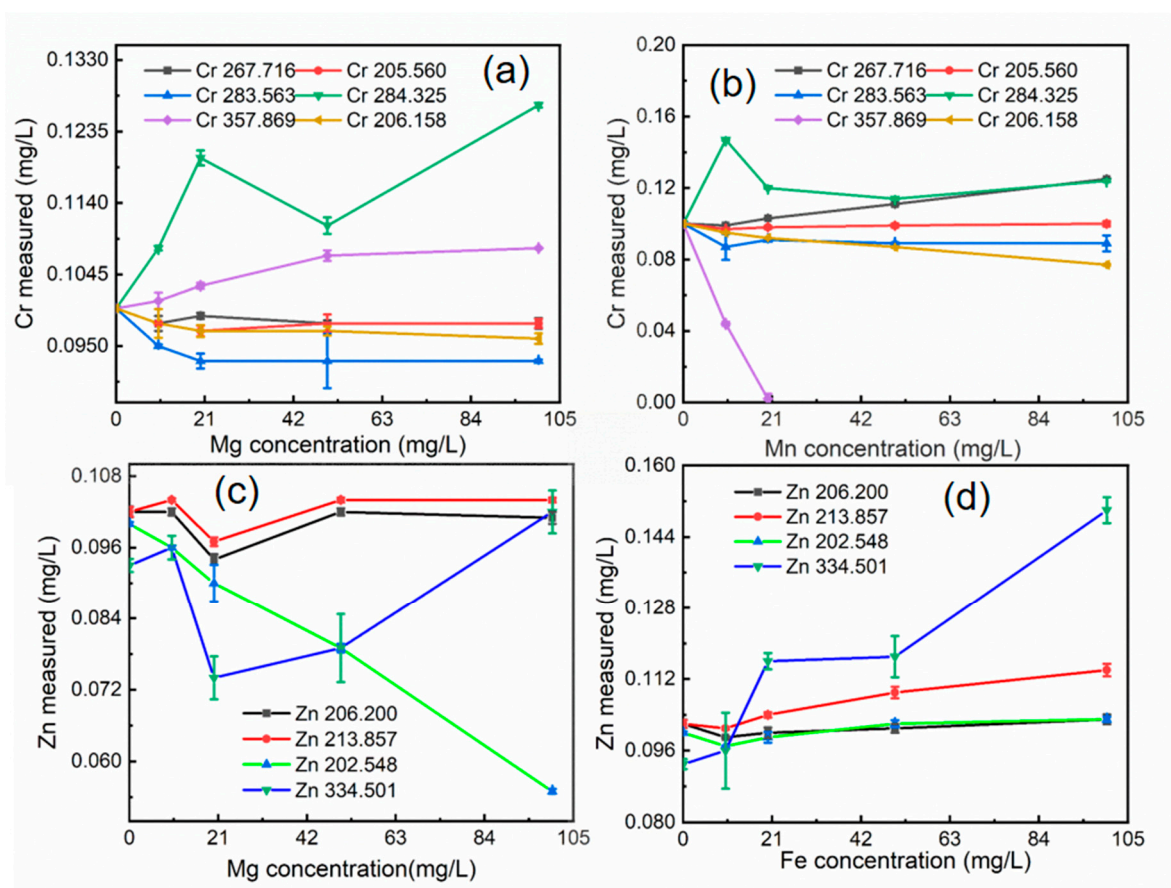 (a)
Cr 267.716 Cr 205.560
Cr 283.563 Cr 284.325
Cr 357.869 Cr 206.158
Cr measured (mg/L)
0.1330
0.1235
0.1140
0.1045
0.0950
0 21 42 63 84 105
Mg concentration (mg/L)
(b)
Cr 267.716 Cr 205.560
Cr 283.563 Cr 284.325
Cr 357.869 Cr 206.158
Cr measured (mg/L)
0.20
0.16
0.12
0.08
0.04
0.00
0 21 42 63 84 105
Mn concentration (mg/L)
(c)
Zn measured (mg/L)
0.108
0.096
0.084
0.072
0.060
Zn 206.200
Zn 213.857
Zn 202.548
Zn 334.501
0 21 42 63 84 105
Mg concentration(mg/L)
(d)
Zn 206.200
Zn 213.857
Zn 202.548
Zn 334.501
Zn measured (mg/L)
0.160
0.144
0.128
0.112
0.096
0.080
0 21 42 63 84 105
Fe concentration (mg/L)